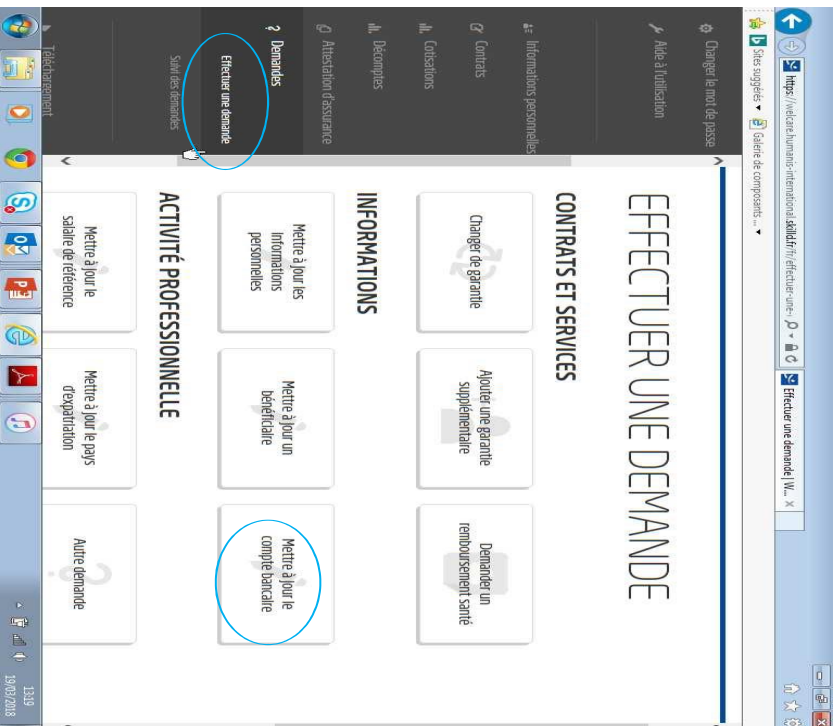 https://welcare.humanis-international.skilld.fr/fr/effectuer-une-
Effectuer une demande | W... ×
Sites suggérés ▾ Galerie de composants ... ▾
Changer le mot de passe
Aide à l'utilisation
Informations personnelles
Contrats
Cotisations
Décomptes
Attestation d'assurance
? Demandes
Effectuer une demande
Suivi des demandes
Téléchargement
EFFECTUER UNE DEMANDE
CONTRATS ET SERVICES
Changer de garantie
Ajouter une garantie
supplémentaire
Demander un
remboursement santé
INFORMATIONS
Mettre à jour les
informations
personnelles
Mettre à jour un
bénéficiaire
Mettre à jour le
compte bancaire
ACTIVITÉ PROFESSIONNELLE
Mettre à jour le
salaire de référence
Mettre à jour le pays
d'expatriation
Autre demande
13:19
19/03/2018